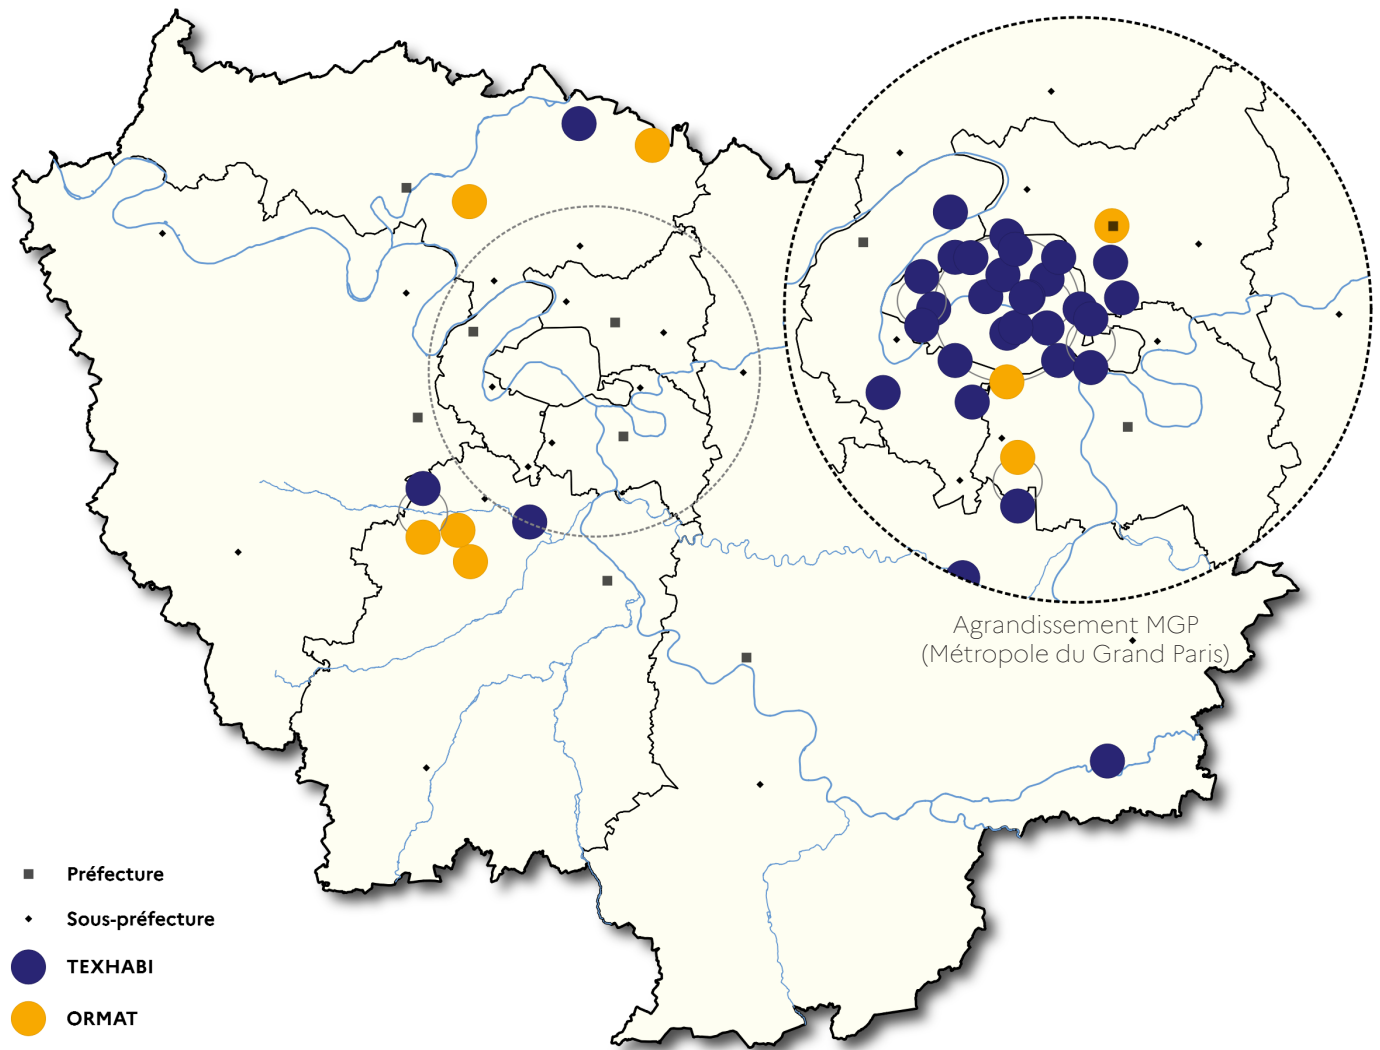 Agrandissement MGP
(Métropole du Grand Paris)
Préfecture
Sous-préfecture
TEXHABI
ORMAT